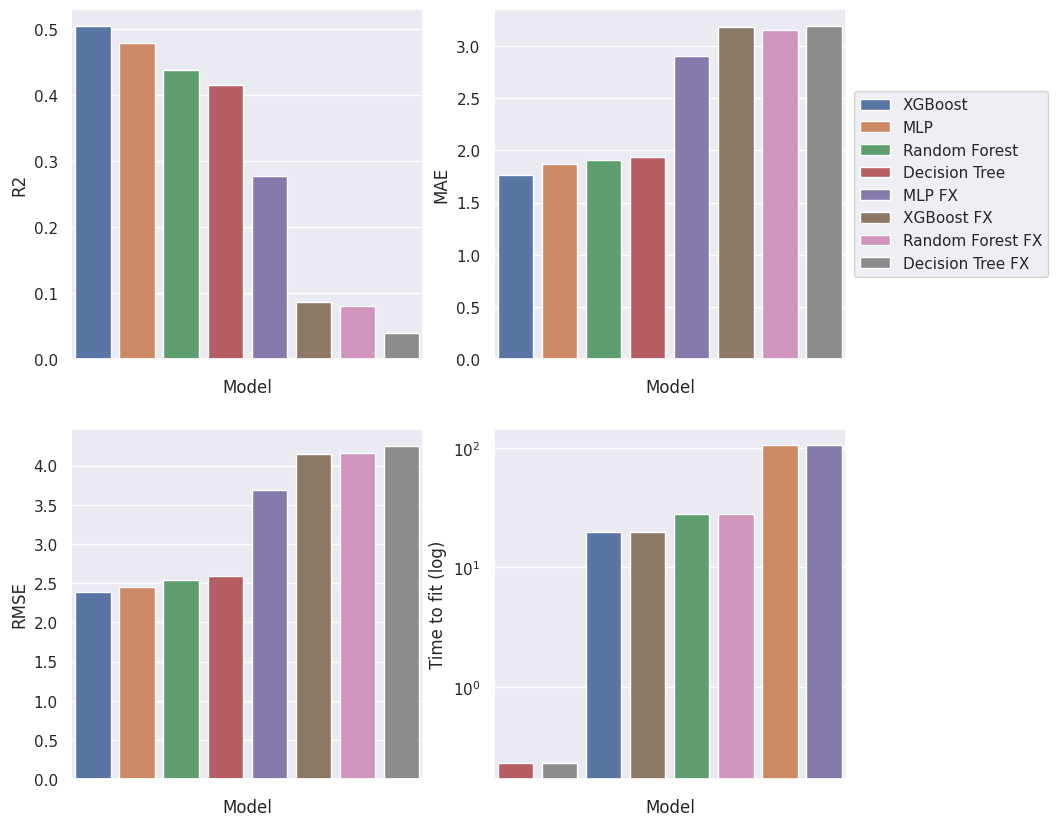 0.5
0.4
0.3
0.2
0.1
0.0
R2
Model
3.0
2.5
2.0
1.5
1.0
0.5
0.0
MAE
Model
XGBoost
MLP
Random Forest
Decision Tree
MLP FX
XGBoost FX
Random Forest FX
Decision Tree FX
4.0
3.5
3.0
2.5
2.0
1.5
1.0
0.5
0.0
RMSE
Model
10²
10¹
10⁰
Time to fit (log)
Model